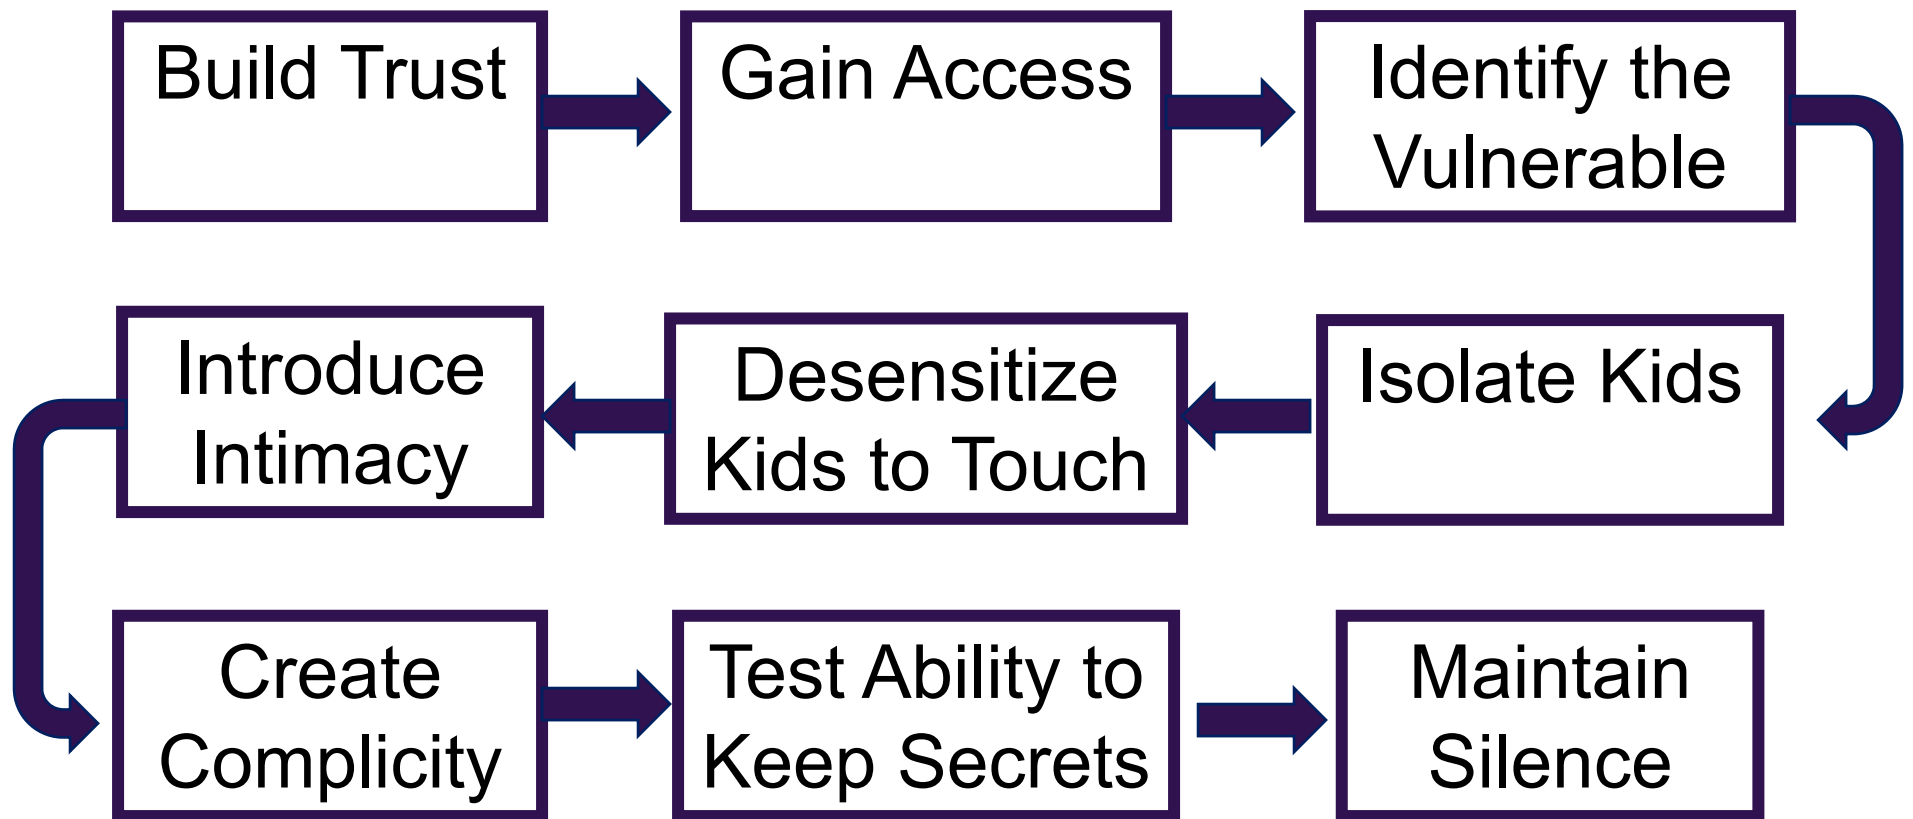 Build Trust
Gain Access
Identify the
Vulnerable
Isolate Kids
Desensitize
Kids to Touch
Introduce
Intimacy
Create
Complicity
Test Ability to
Keep Secrets
Maintain
Silence